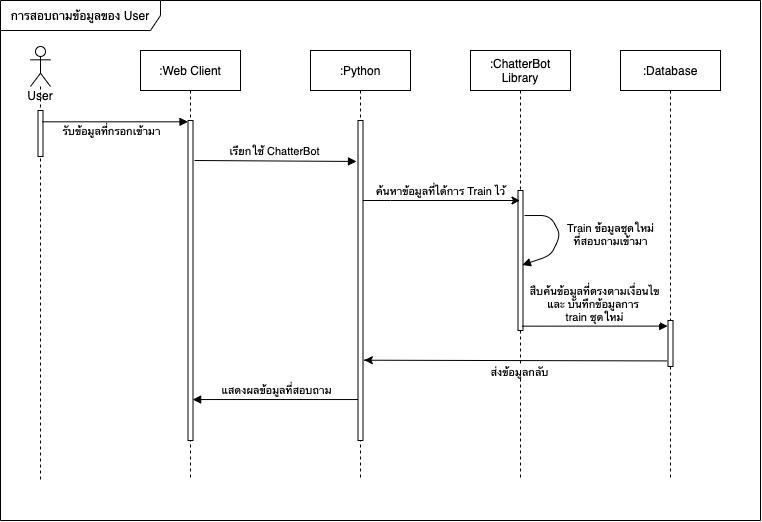 การสอบถามข้อมูลของ User
User
:Web Client
:Python
:ChatterBot
Library
:Database
รับข้อมูลที่กรอกเข้ามา
เรียกใช้ ChatterBot
ค้นหาข้อมูลที่ได้การ Train ไว้
Train ข้อมูลชุดใหม่
ที่สอบถามเข้ามา
สืบค้นข้อมูลที่ตรงตามเงื่อนไข
และ บันทึกข้อมูลการ
train ชุดใหม่
ส่งข้อมูลกลับ
แสดงผลข้อมูลที่สอบถาม